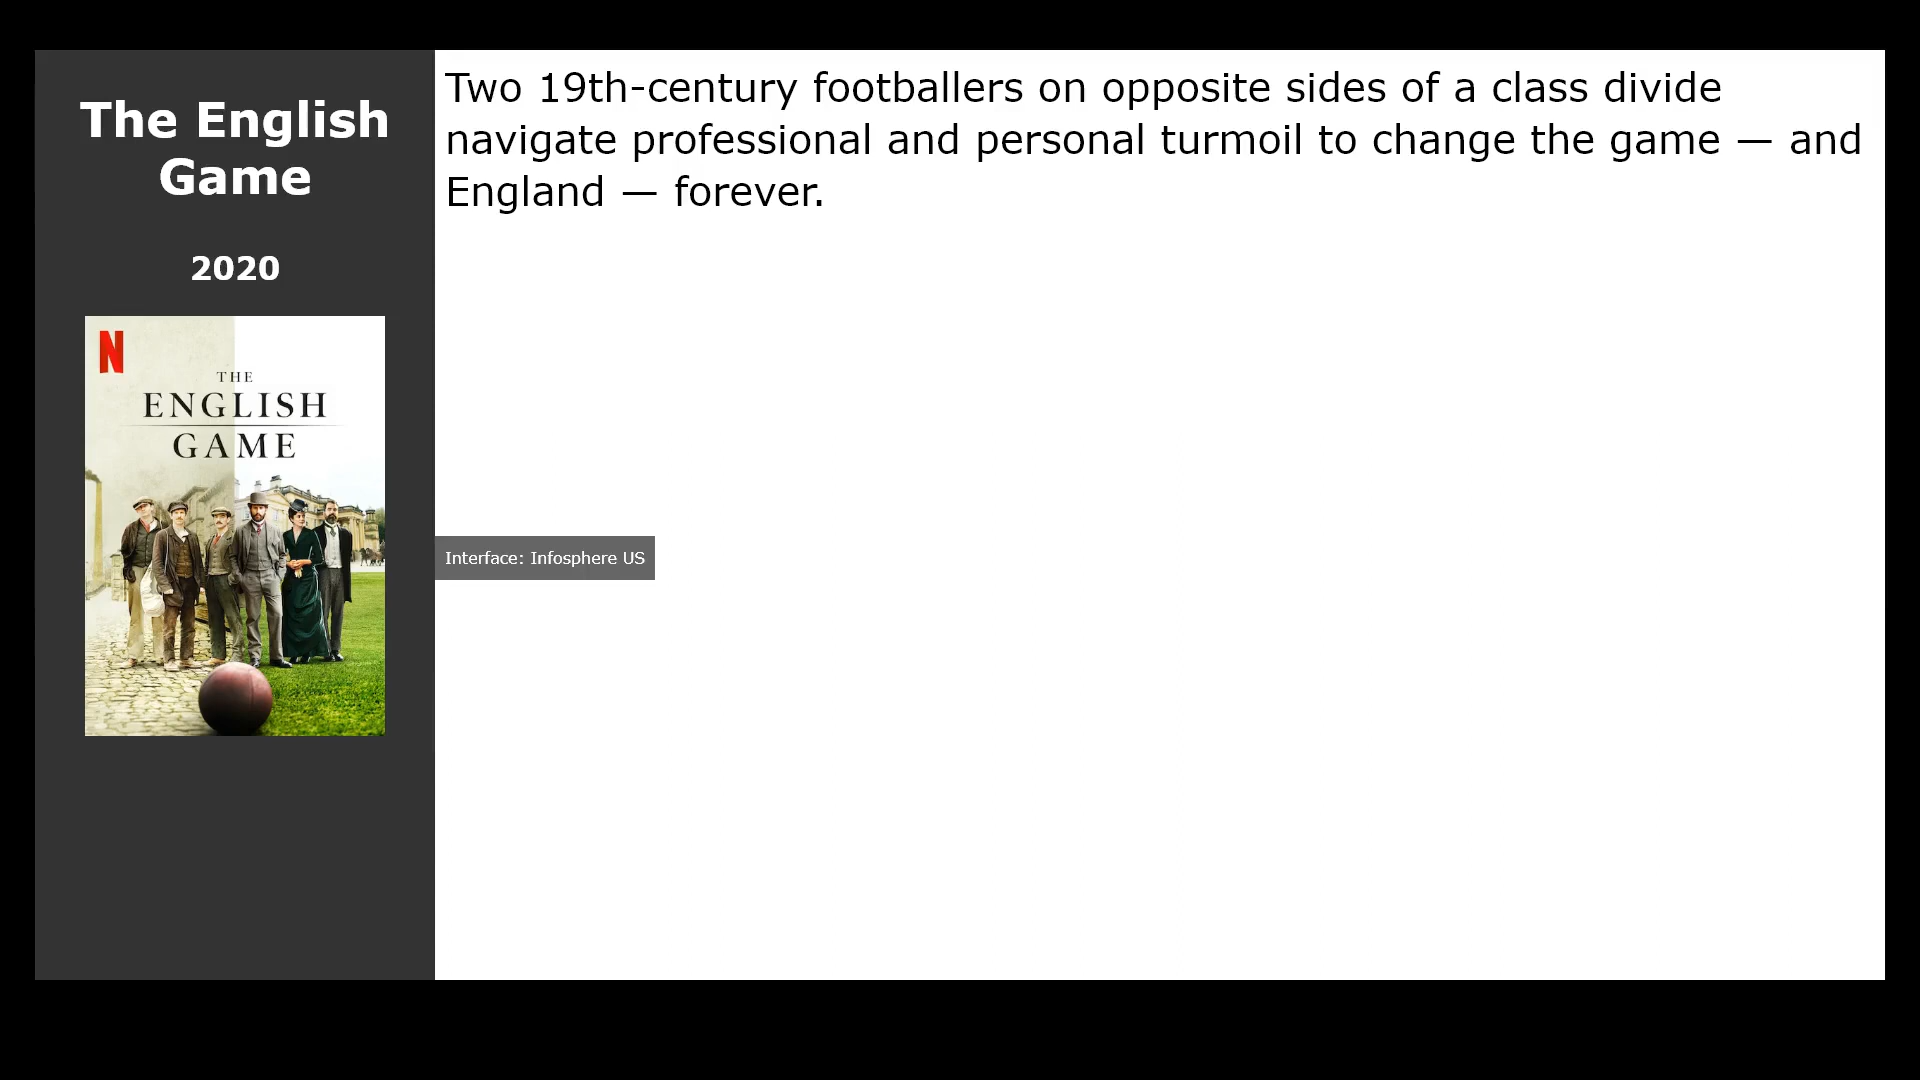 The English
Game
2020
N
THE
ENGLISH
GAME
Two 19th-century footballers on opposite sides of a class divide
navigate professional and personal turmoil to change the game — and
England — forever.
Interface: Infosphere US